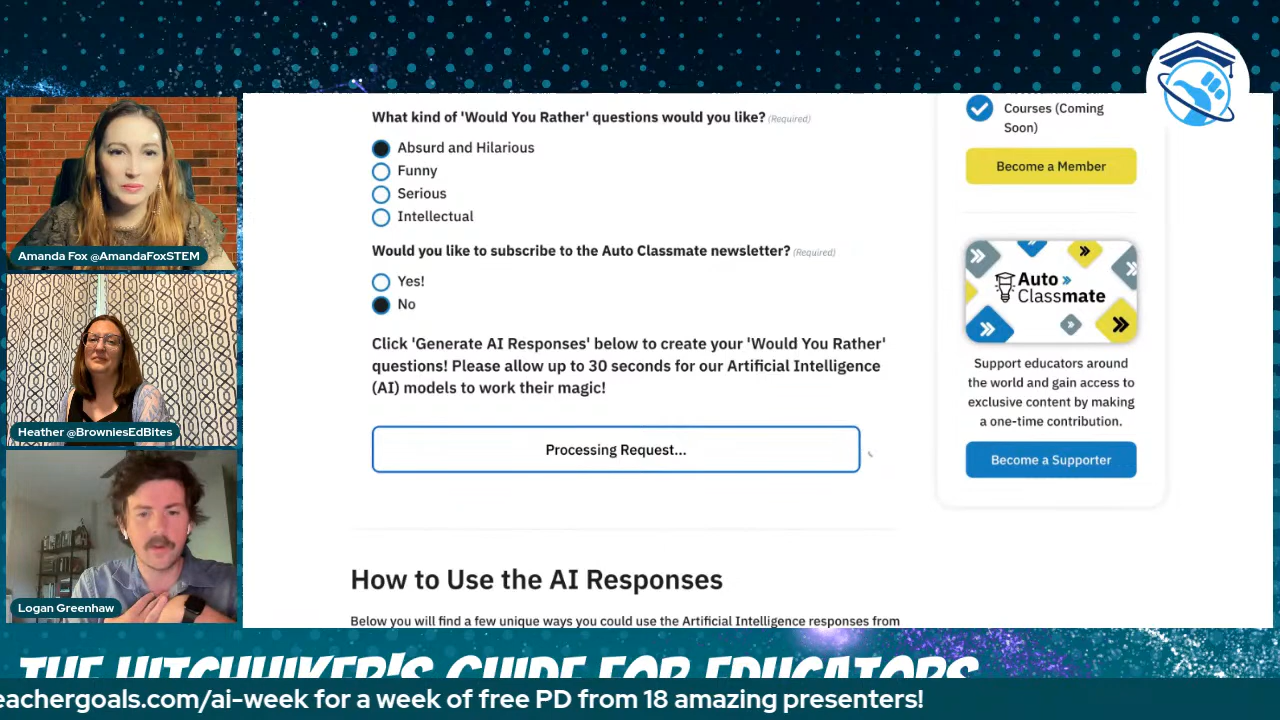 What kind of 'Would You Rather' questions would you like? (Required)
Absurd and Hilarious
Funny
Serious
Intellectual
Would you like to subscribe to the Auto Classmate newsletter? (Required)
Yes!
No
Click 'Generate AI Responses' below to create your 'Would You Rather'
questions! Please allow up to 30 seconds for our Artificial Intelligence
(AI) models to work their magic!
Processing Request...
How to Use the AI Responses
Below you will find a few unique ways you could use the Artificial Intelligence responses from
Courses (Coming
Soon)
Become a Member
Auto
Classmate
Support educators around
the world and gain access to
exclusive content by making
a one-time contribution.
Become a Supporter
Amanda Fox @AmandaFoxSTEM
Heather @BrowniesEdBites
Logan Greenhaw
THE HITCHHIKER'S GUIDE FOR EDUCATORS
eachergoals.com/ai-week for a week of free PD from 18 amazing presenters!